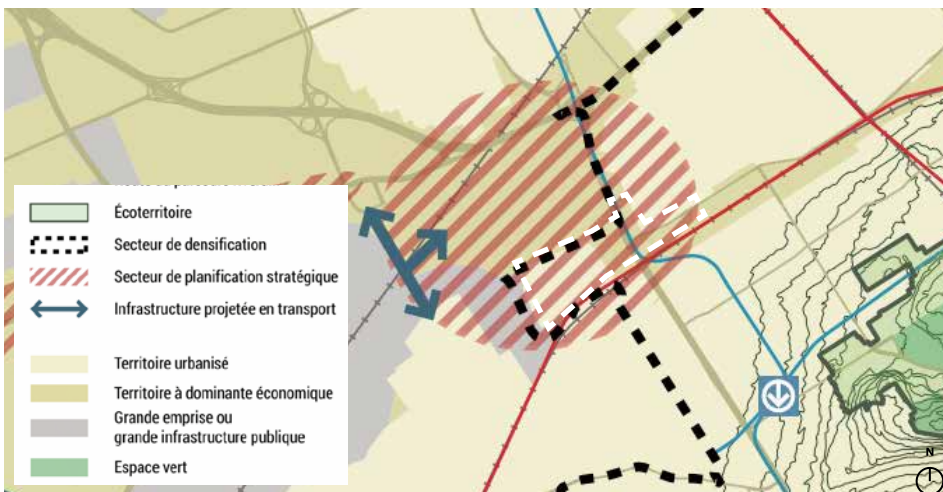 Écoterritoire
Secteur de densification
Secteur de planification stratégique
Infrastructure projetée en transport
Territoire urbanisé
Territoire à dominante économique
Grande emprise ou
grande infrastructure publique
Espace vert
N